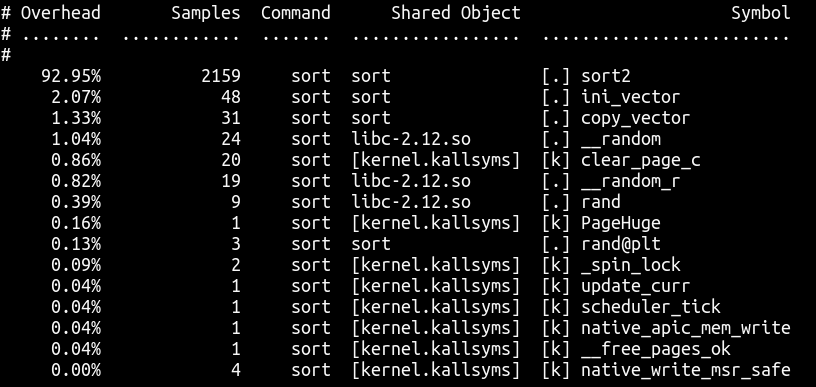 # Overhead       Samples  Command      Shared Object                     Symbol
# ........  ............  .......  .................  .........................
#
    92.95%          2159     sort  sort               [.] sort2
     2.07%            48     sort  sort               [.] ini_vector
     1.33%            31     sort  sort               [.] copy_vector
     1.04%            24     sort  libc-2.12.so       [.] __random
     0.86%            20     sort  [kernel.kallsyms]  [k] clear_page_c
     0.82%            19     sort  libc-2.12.so       [.] __random_r
     0.39%             9     sort  libc-2.12.so       [.] rand
     0.16%             1     sort  [kernel.kallsyms]  [k] PageHuge
     0.13%             3     sort  sort               [.] rand@plt
     0.09%             2     sort  [kernel.kallsyms]  [k] _spin_lock
     0.04%             1     sort  [kernel.kallsyms]  [k] update_curr
     0.04%             1     sort  [kernel.kallsyms]  [k] scheduler_tick
     0.04%             1     sort  [kernel.kallsyms]  [k] native_apic_mem_write
     0.04%             1     sort  [kernel.kallsyms]  [k] __free_pages_ok
     0.00%             4     sort  [kernel.kallsyms]  [k] native_write_msr_safe